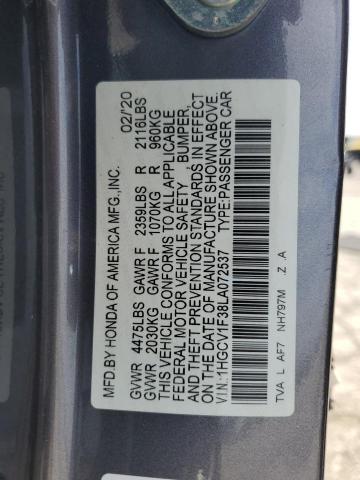 MFD.BY HONDA OF AMERICA MFG.,INC. 02/'20
GVWR 4475LBS GAWR F 2359LBS R 2116LBS
GVWR 2030KG GAWR F 1070KG R 960KG
THIS VEHICLE CONFORMS TO ALL APPLICABLE
FEDERAL MOTOR VEHICLE SAFETY, BUMPER,
AND THEFT PREVENTION STANDARDS IN EFFECT
ON THE DATE OF MANUFACTURE SHOWN ABOVE.
V.I.N.:1HGCV1F38LA072537 TYPE:PASSENGER CAR
TVA L AF7 NH797M .Z .A